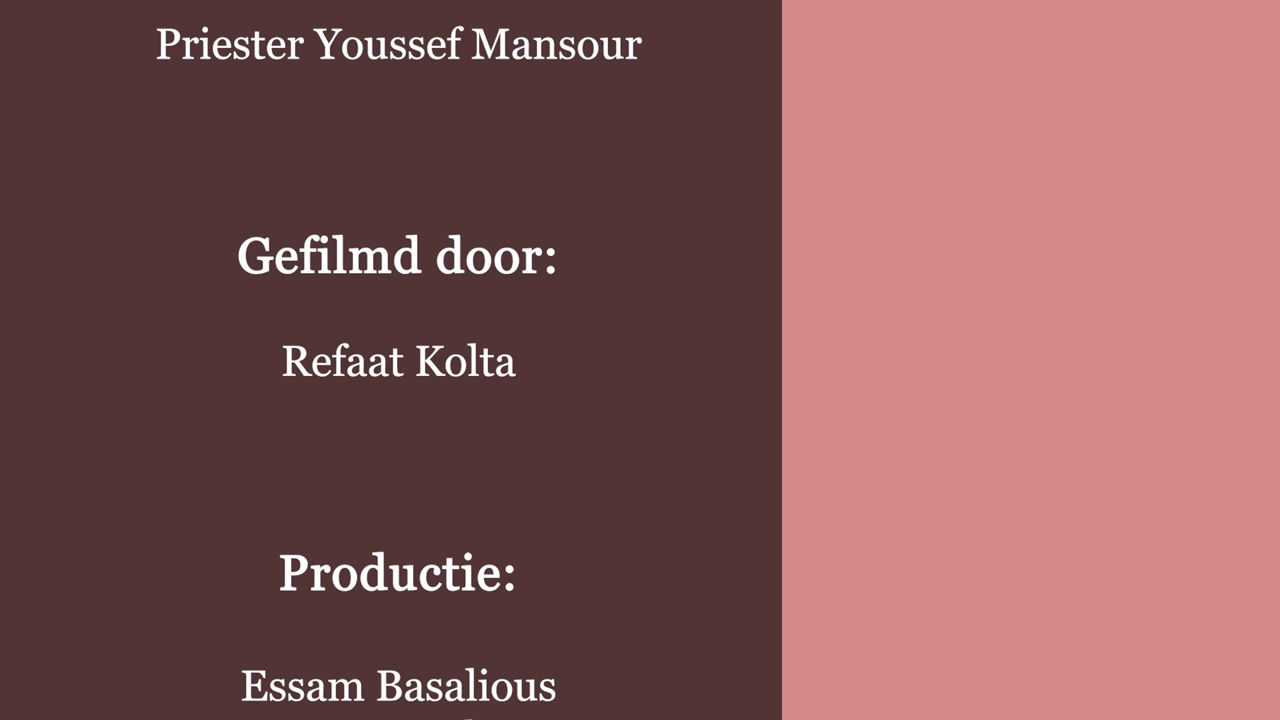 Priester Youssef Mansour
Gefilmd door:
Refaat Kolta
Productie:
Essam Basalious